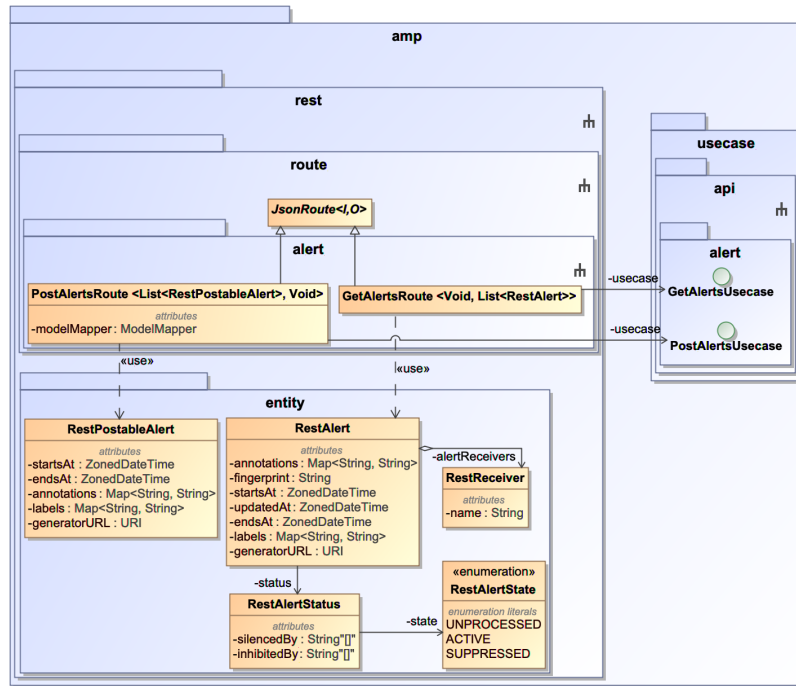 amp
rest
usecase
route
api
JsonRoute<I,O>
alert
alert
PostAlertsRoute <List<RestPostableAlert>, Void>
attributes
-modelMapper : ModelMapper
GetAlertsRoute <Void, List<RestAlert>>
-usecase
GetAlertsUsecase
-usecase
PostAlertsUsecase
«use»
«use»
entity
RestPostableAlert
attributes
-startsAt : ZonedDateTime
-endsAt : ZonedDateTime
-annotations : Map<String, String>
-labels : Map<String, String>
-generatorURL : URI
RestAlert
attributes
-annotations : Map<String, String>
-fingerprint : String
-startsAt : ZonedDateTime
-updatedAt : ZonedDateTime
-endsAt : ZonedDateTime
-labels : Map<String, String>
-generatorURL : URI
-alertReceivers
RestReceiver
attributes
-name : String
-status
RestAlertStatus
attributes
-silencedBy : String"[]"
-inhibitedBy : String"[]"
-state
«enumeration»
RestAlertState
enumeration literals
UNPROCESSED
ACTIVE
SUPPRESSED